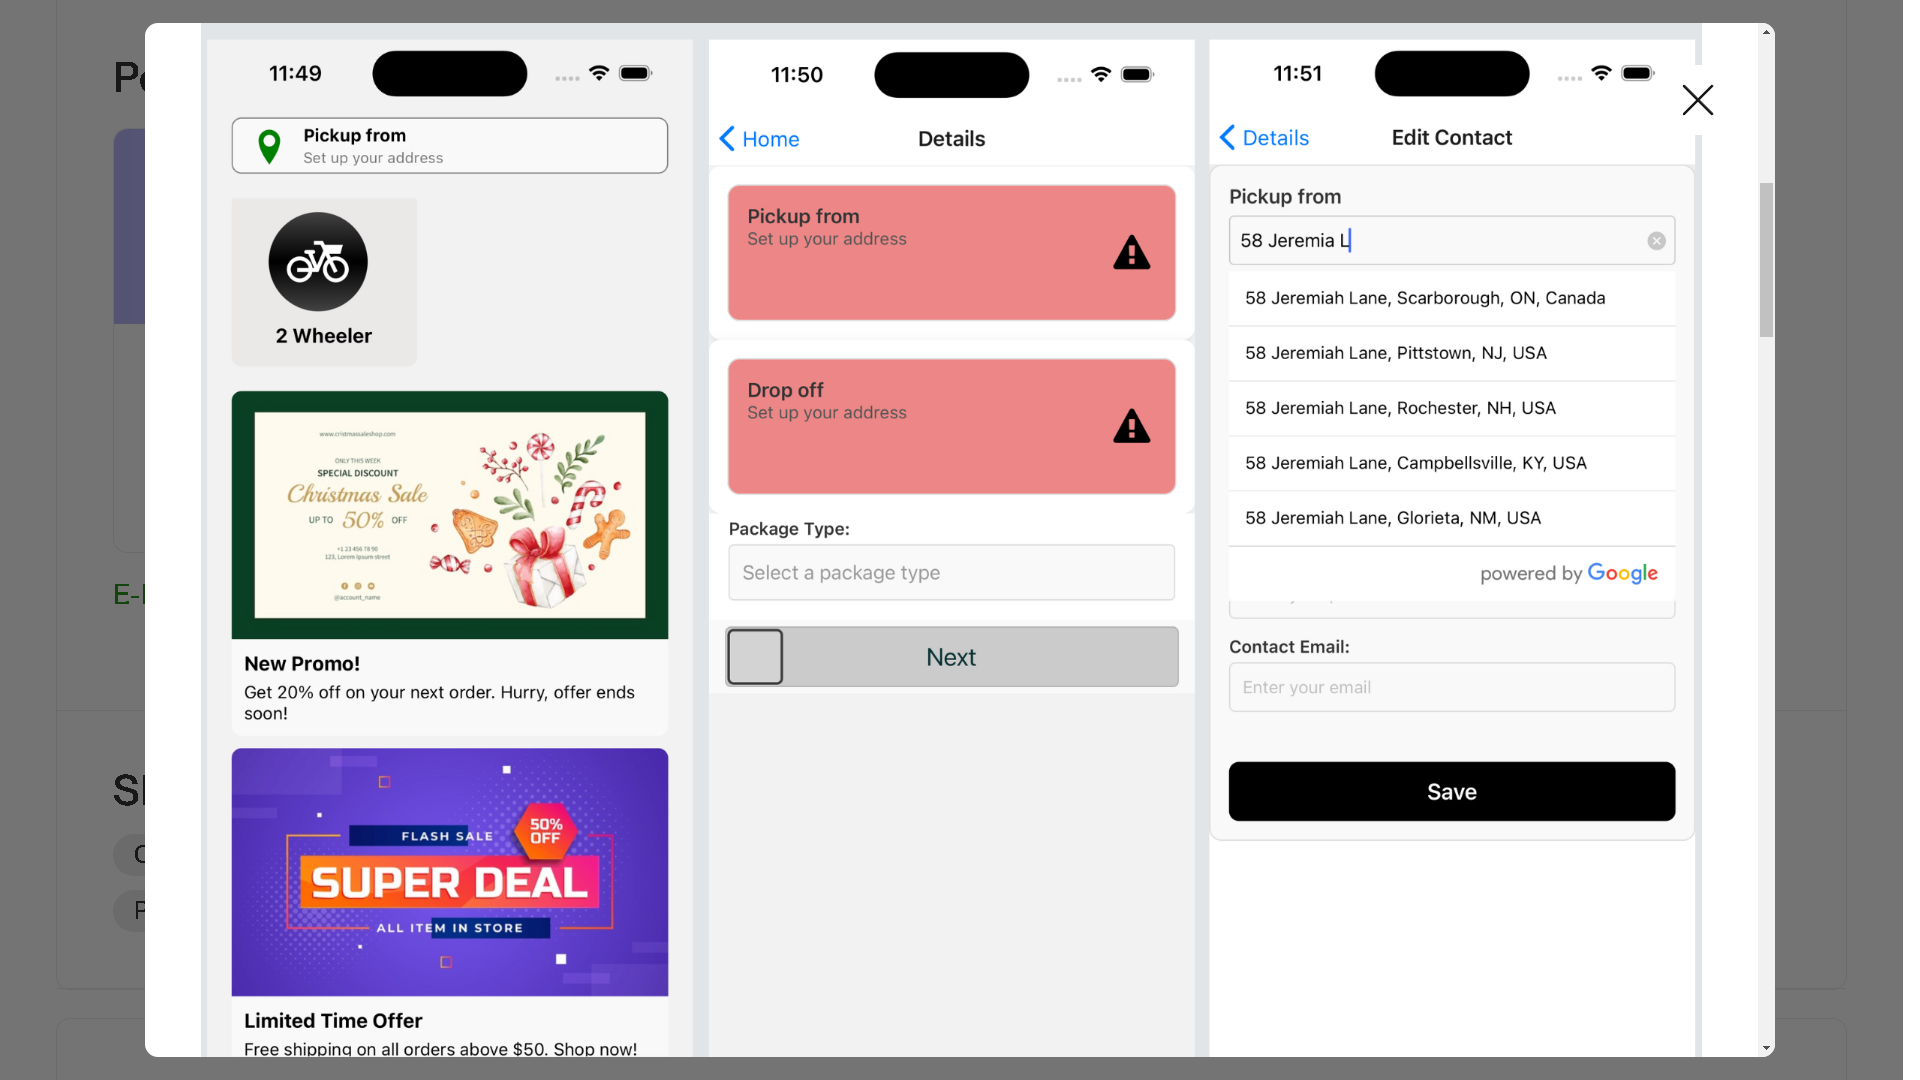 11:49
Pickup from
Set up your address
2 Wheeler
www.cristmassaleshop.com
ONLY THIS WEEK
SPECIAL DISCOUNT
Christmas Sale
UP TO 50% OFF
+1 23 456 78 90
123, Lorem Ipsum street
@account_name
New Promo!
Get 20% off on your next order. Hurry, offer ends
soon!
FLASH SALE
50%
OFF
SUPER DEAL
ALL ITEM IN STORE
Limited Time Offer
Free shipping on all orders above $50. Shop now!
11:50
Home
Details
Pickup from
Set up your address
Drop off
Set up your address
Package Type:
Select a package type
Next
11:51
Details
Edit Contact
Pickup from
58 Jeremia L
58 Jeremiah Lane, Scarborough, ON, Canada
58 Jeremiah Lane, Pittstown, NJ, USA
58 Jeremiah Lane, Rochester, NH, USA
58 Jeremiah Lane, Campbellsville, KY, USA
58 Jeremiah Lane, Glorieta, NM, USA
powered by Google
Contact Email:
Enter your email
Save